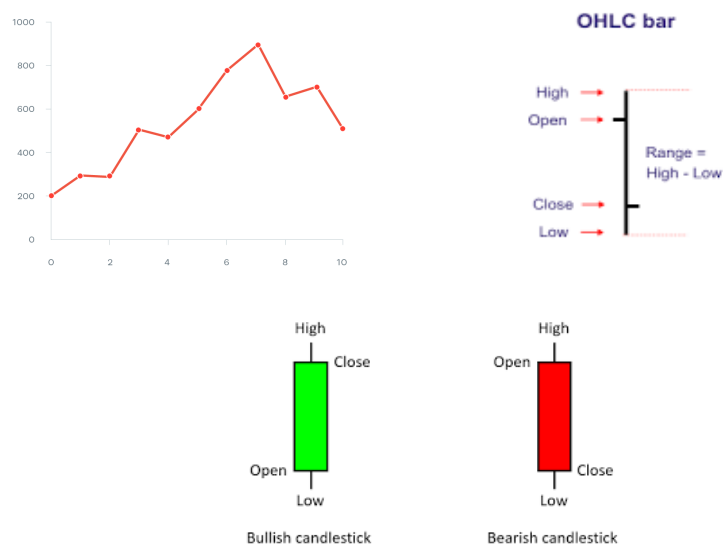 1000
800
600
400
200
0
0 2 4 6 8 10
OHLC bar
High
Open
Range =
High - Low
Close
Low
High
Close
Open
Low
Bullish candlestick
High
Open
Close
Low
Bearish candlestick